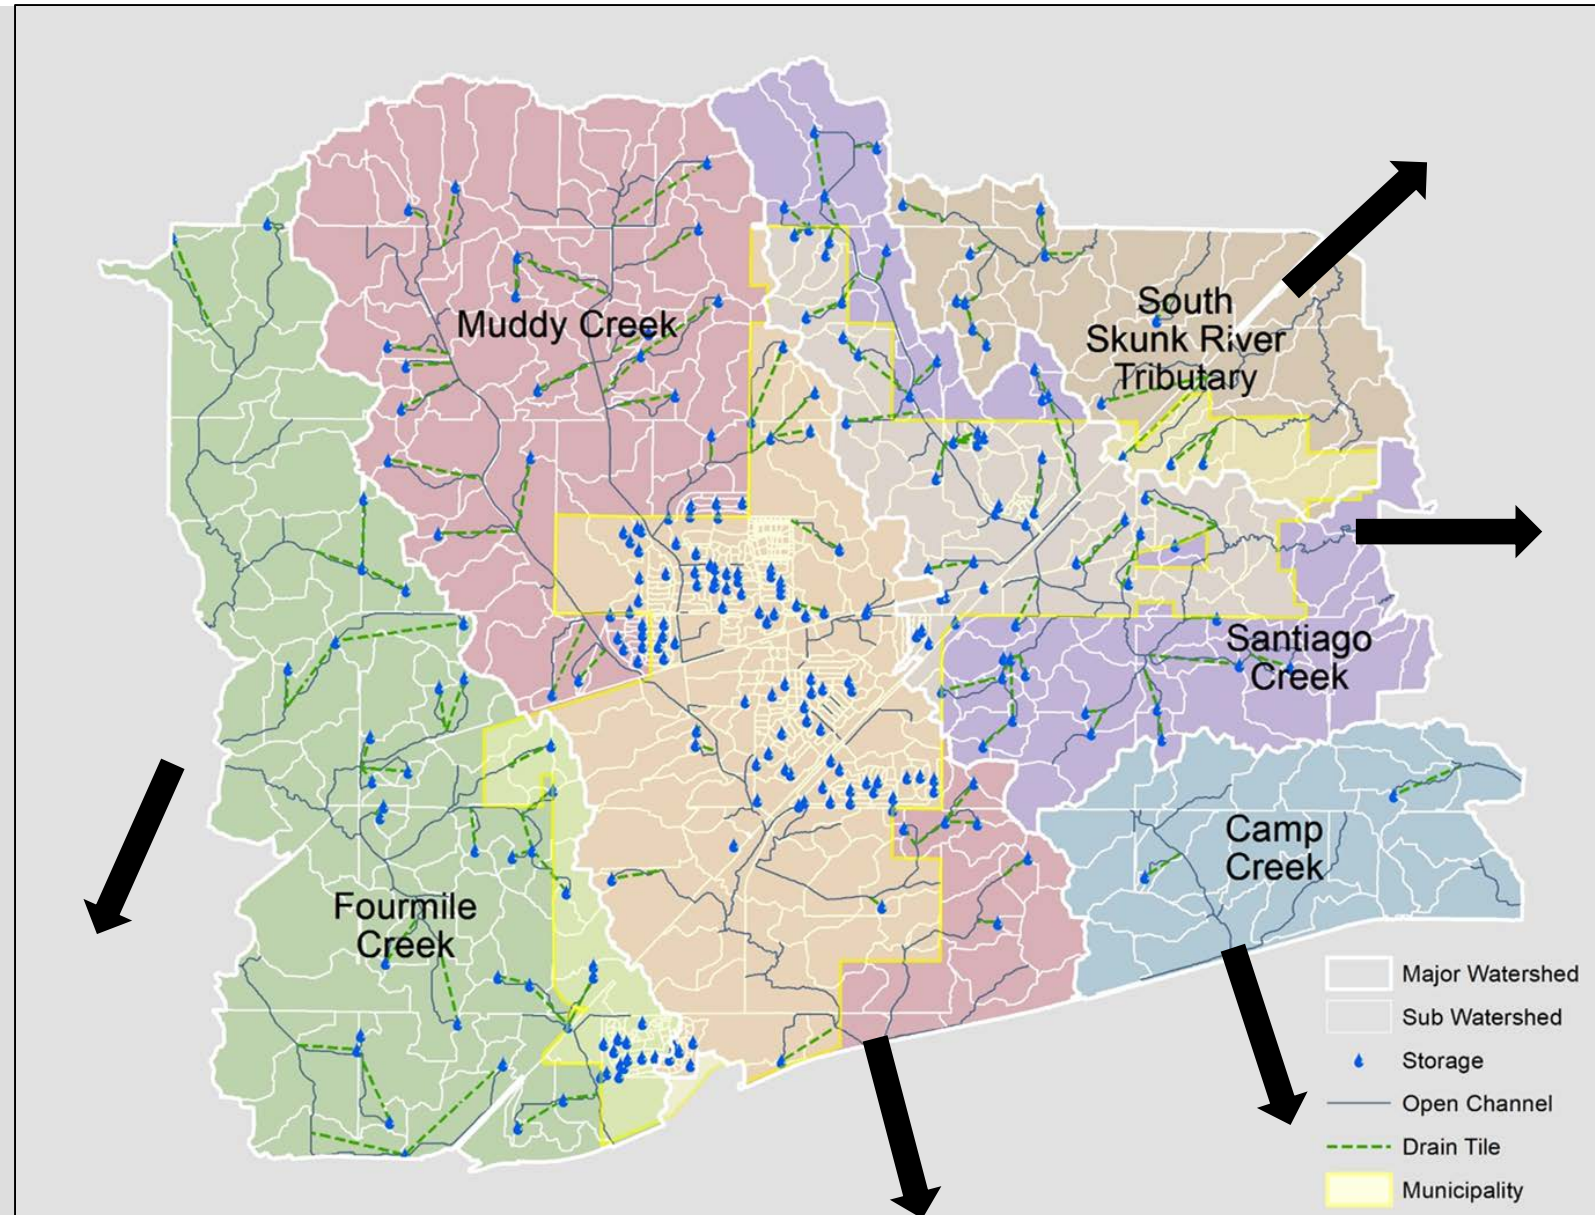 Muddy Creek
South
Skunk River
Tributary
Santiago
Creek
Camp
Creek
Fourmile
Creek
Major Watershed
Sub Watershed
Storage
Open Channel
Drain Tile
Municipality